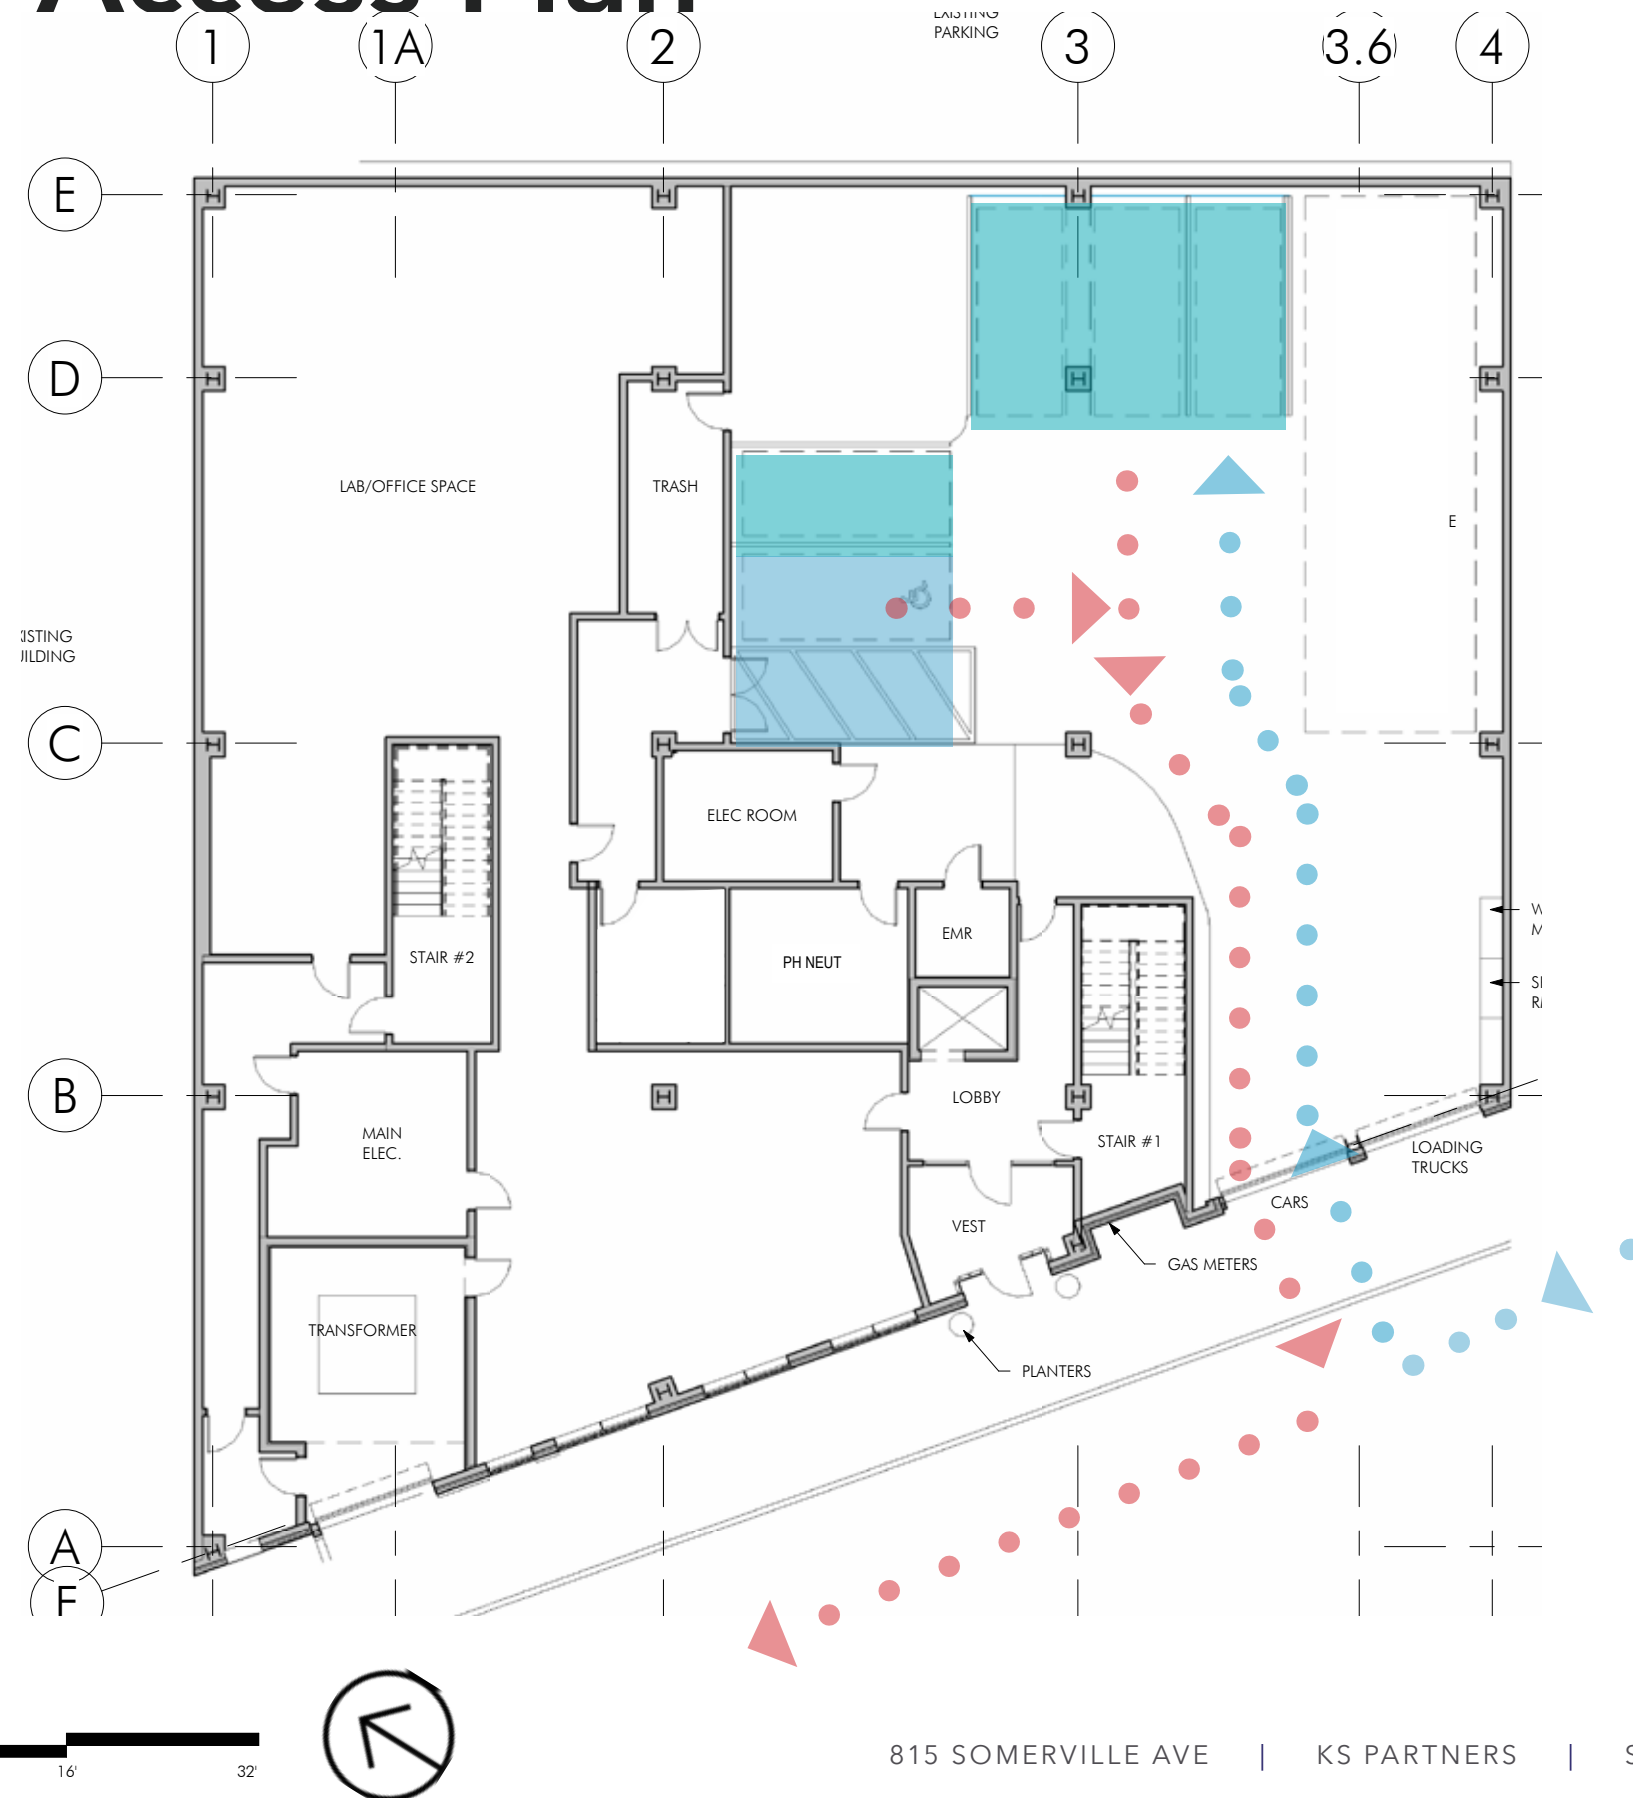 Access Plan
EXISTING
PARKING
1
1A
2
3
3.6
4
E
D
LAB/OFFICE SPACE
TRASH
E
C
ELEC ROOM
STAIR #2
PH NEUT
EMR
B
LOBBY
MAIN
ELEC.
STAIR #1
LOADING
TRUCKS
VEST
CARS
GAS METERS
TRANSFORMER
PLANTERS
A
F
16'
32'
815 SOMERVILLE AVE | KS PARTNERS |